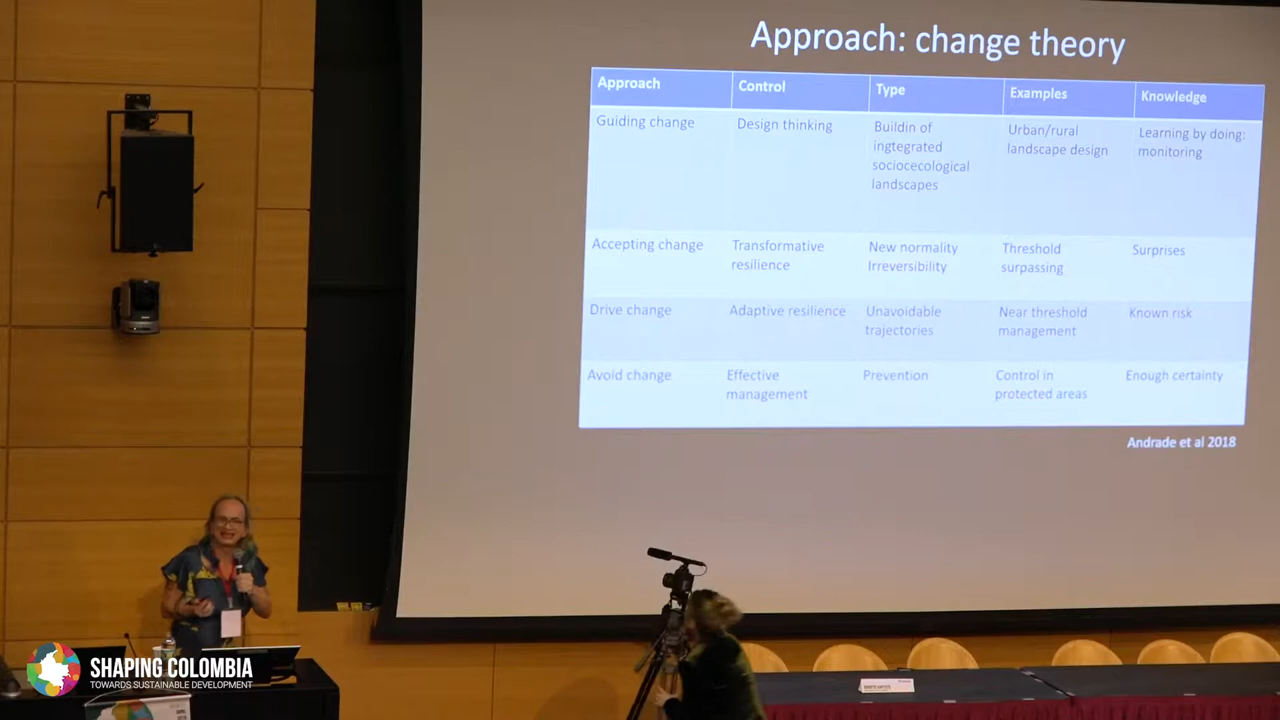 Approach: change theory
Approach Control Type Examples Knowledge
Guiding change
Design thinking
Buildin of
ingtegrated
sociocecological
landscapes
Urban/rural
landscape design
Learning by doing:
monitoring
Accepting change
Transformative
resilience
New normality
Irreversibility
Threshold
surpassing
Surprises
Drive change
Adaptive resilience
Unavoidable
trajectories
Near threshold
management
Known risk
Avoid change
Effective
management
Prevention
Control in
protected areas
Enough certainty
Andrade et al 2018
SHAPING COLOMBIA
TOWARDS SUSTAINABLE DEVELOPMENT